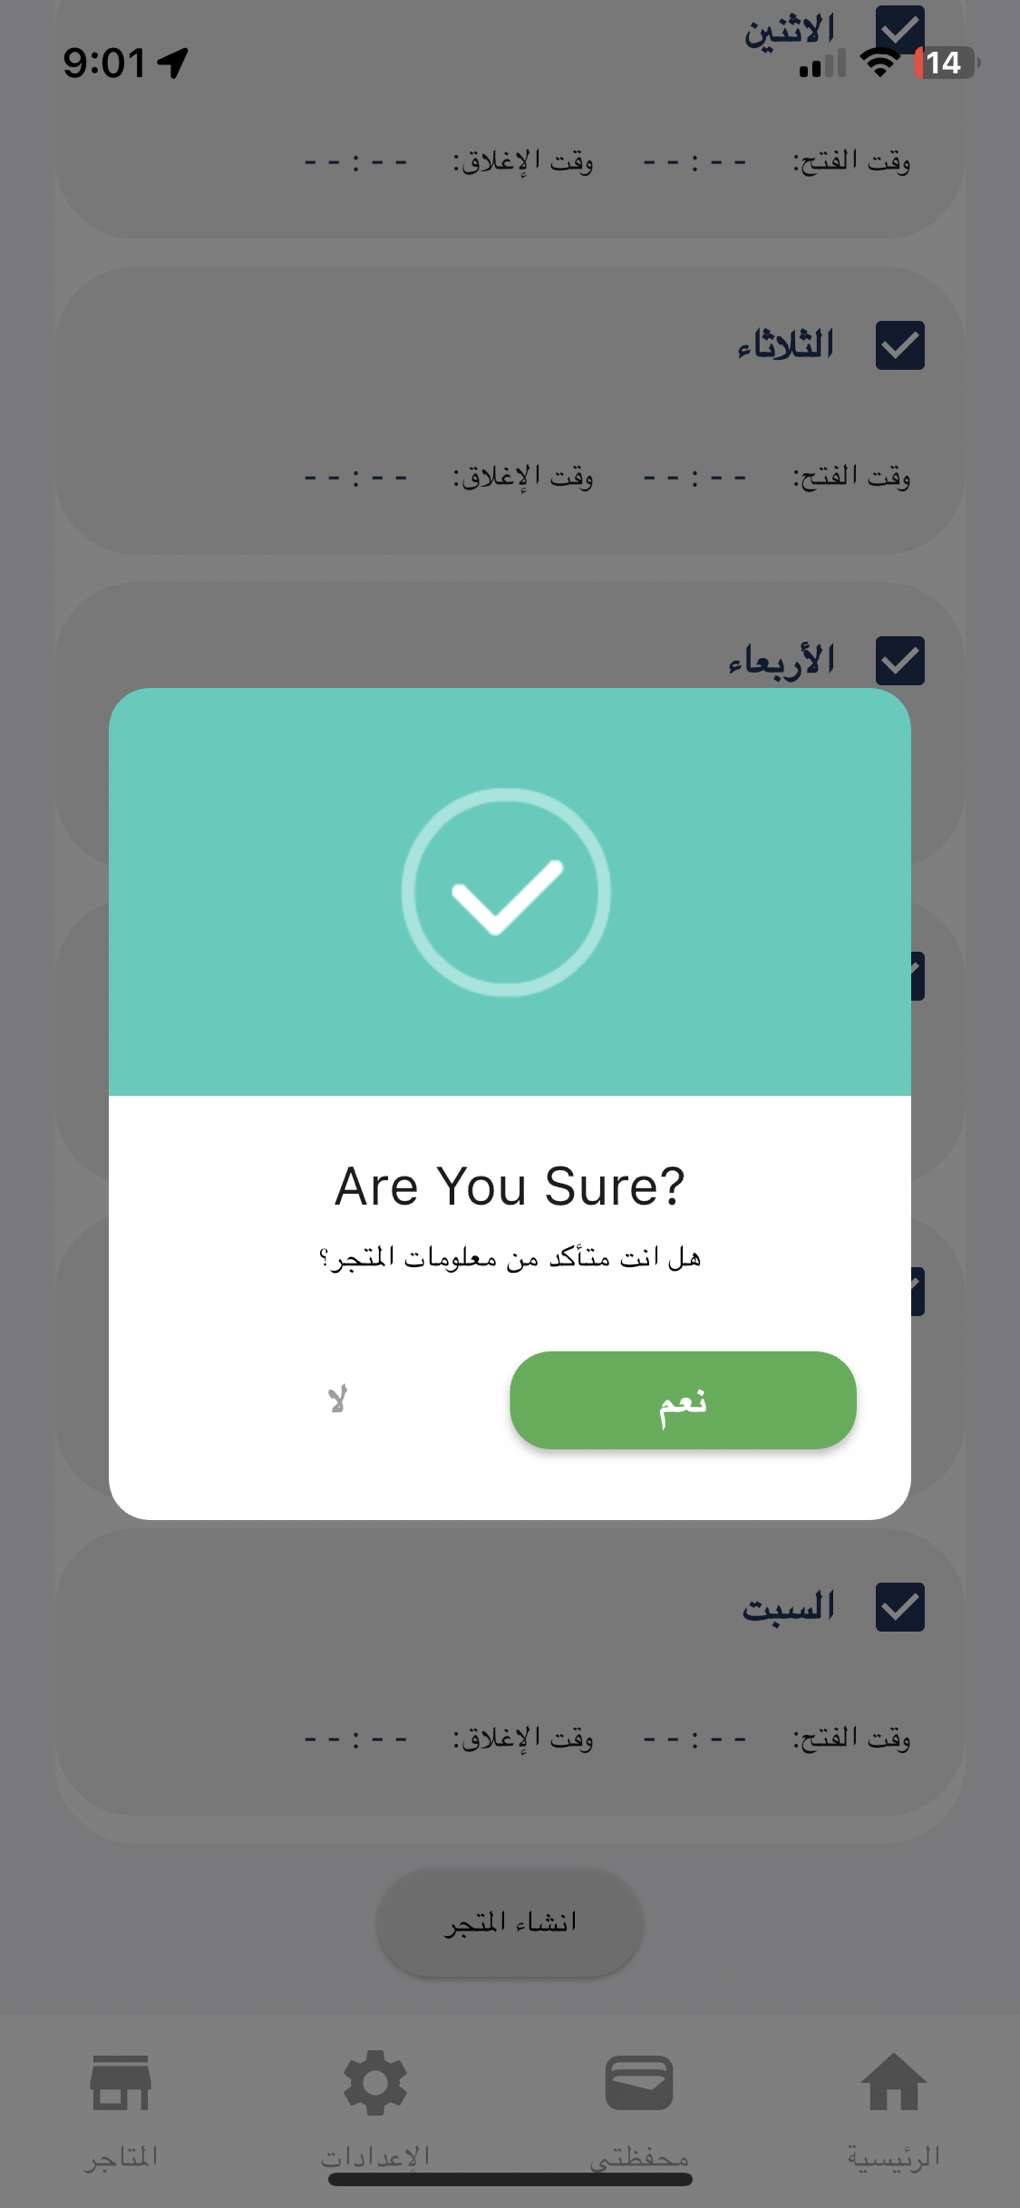 الاثنين
9:01
14
وقت الفتح: --:-- وقت الإغلاق: --:--
الثلاثاء
وقت الفتح: --:-- وقت الإغلاق: --:--
الأربعاء
Are You Sure?
هل انت متأكد من معلومات المتجر؟
نعم
لا
السبت
وقت الفتح: --:-- وقت الإغلاق: --:--
انشاء المتجر
الرئيسية
محفظتي
الإعدادات
المتاجر